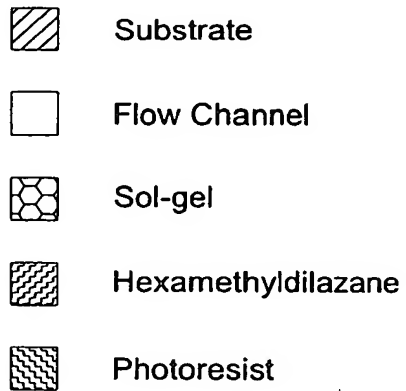 Substrate
Flow Channel
Sol-gel
Hexamethyldilazane
Photoresist